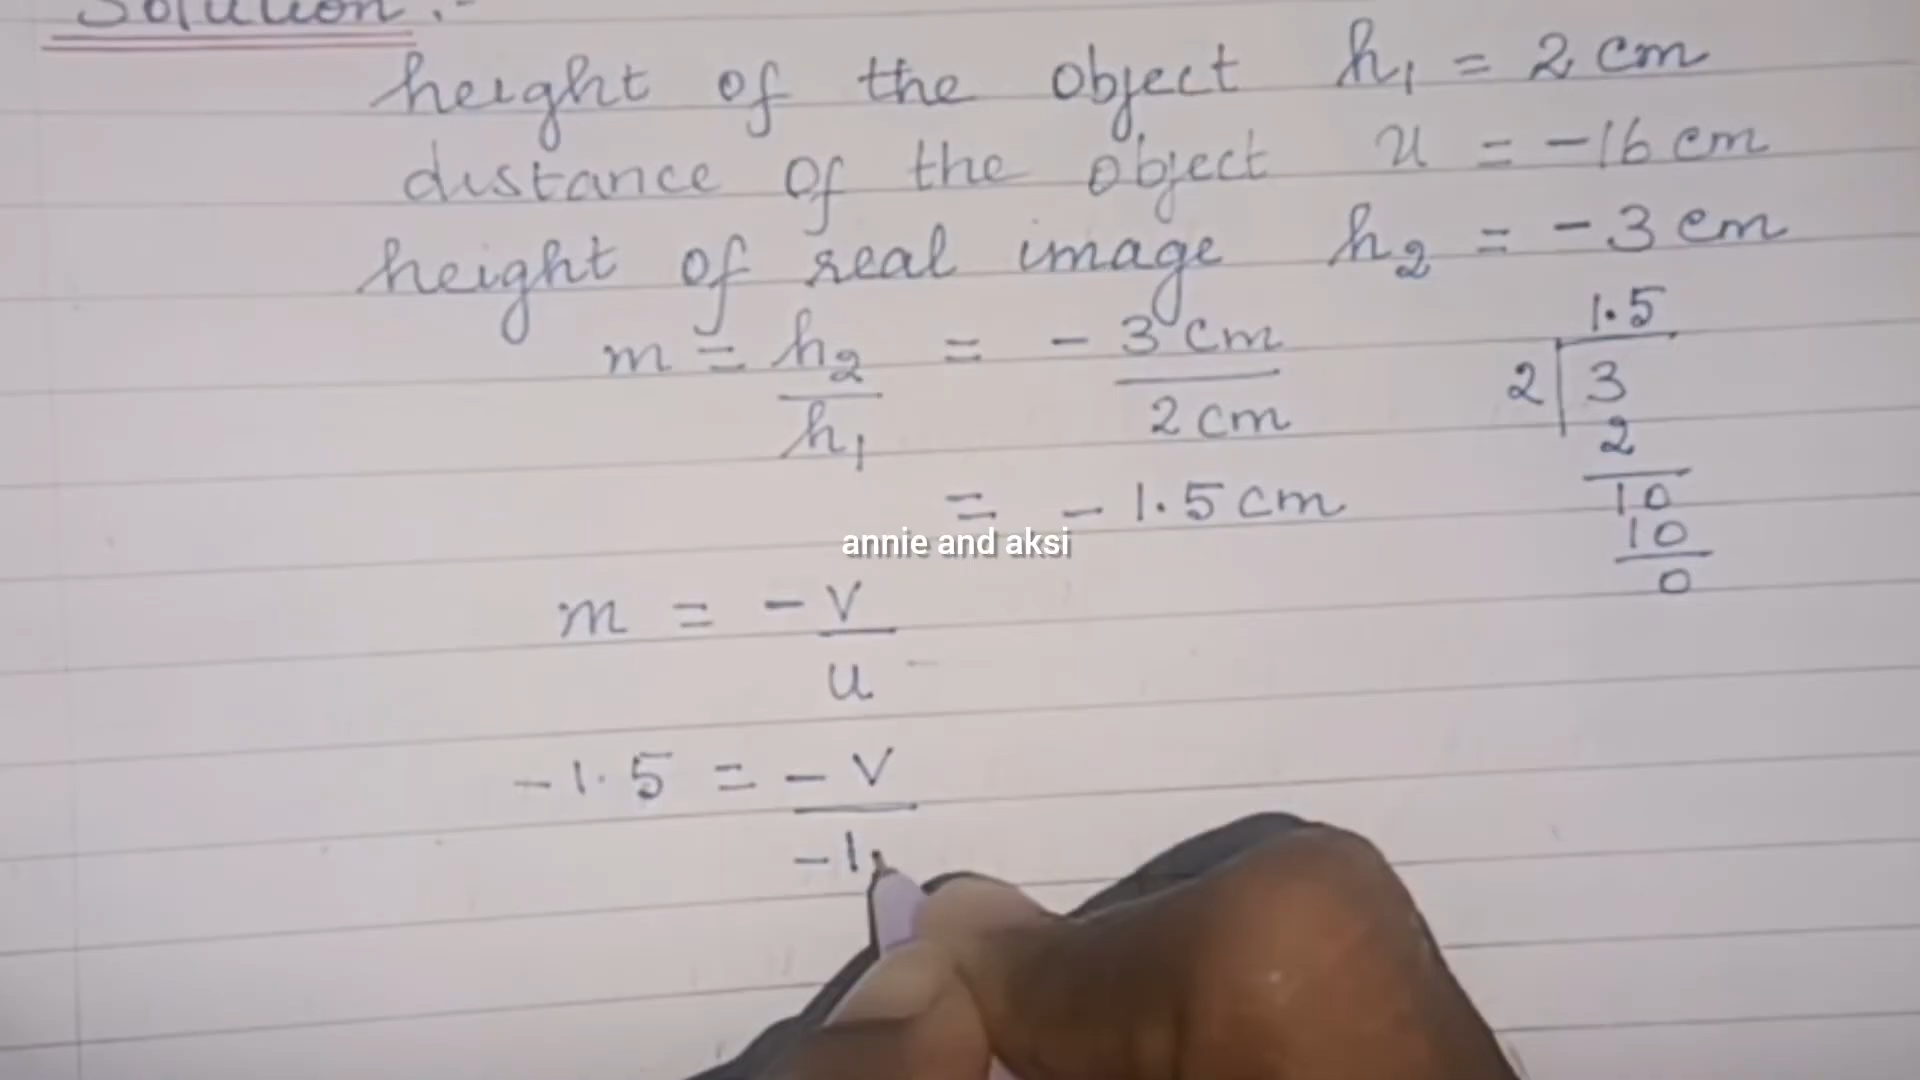 Solution :-
height of the object h₁ = 2 cm
distance of the object u = -16 cm
height of real image h₂ = -3 cm
m = h₂/h₁ = - 3 cm/2 cm
= - 1.5 cm
1.5
2 3
2
10
10
0
annie and aksi
m = -v/u
-1.5 = -v/-1